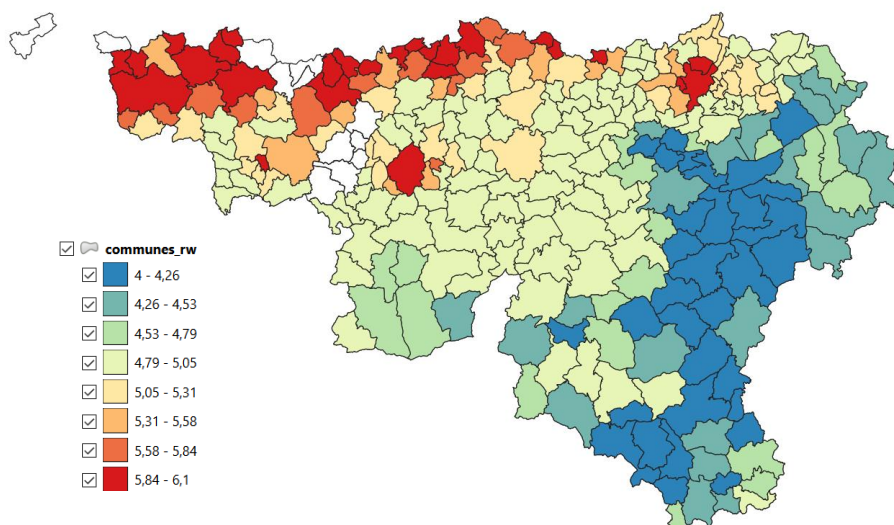 communes_rw
4 - 4,26
4,26 - 4,53
4,53 - 4,79
4,79 - 5,05
5,05 - 5,31
5,31 - 5,58
5,58 - 5,84
5,84 - 6,1